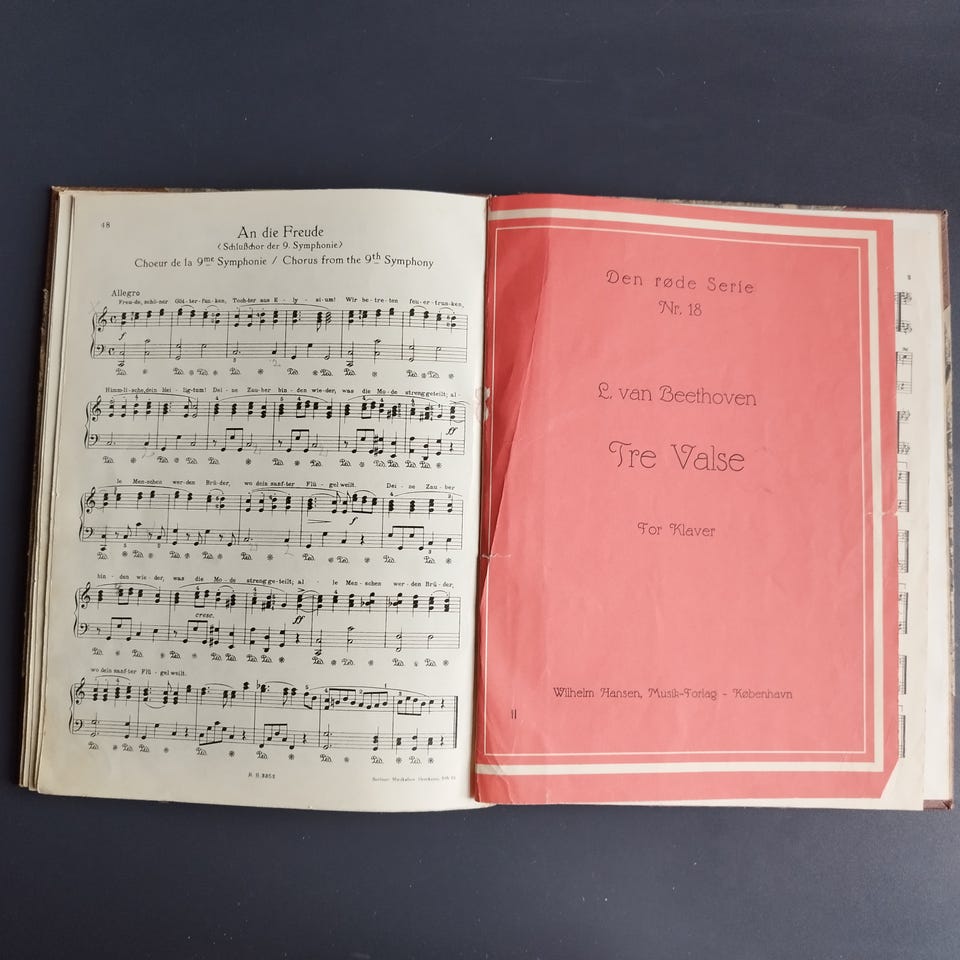 48
An die Freude
(Schlußchor der 9. Symphonie)
Choeur de la 9me Symphonie / Chorus from the 9th Symphony
Allegro
Freu-de, schö-ner Göt-ter-fun-ken, Toch-ter aus E - ly - si-um! Wir be-tre-ten feu-er-trun-ken,
f
Himm-li-sche, dein Hei - lig-tum! Dei-ne Zau-ber bin-den wie-der, was die Mo-de streng geteilt; al-
ff
le Men-schen wer-den Brü-der, wo dein sanf-ter Flü - gel weilt. Dei-ne Zau-ber
f
bin - den wie - der, was die Mo - de streng ge-teilt; al - le Men - schen wer-den Brü-der,
cresc.
ff
wo dein sanf-ter Flü - gel weilt.
Den røde Serie
Nr. 18
L. van Beethoven
Tre Valse
For Klaver
Wilhelm Hansen, Musik-Forlag - København
11